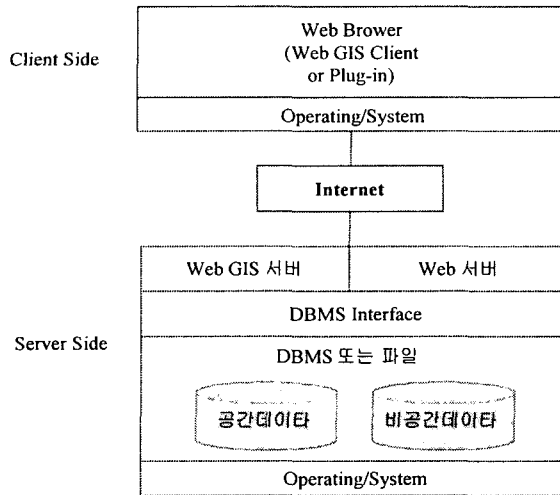 Client Side
Web Brower
(Web GIS Client
or Plug-in)
Operating/System
Internet
Server Side
Web GIS 서버
Web 서버
DBMS Interface
DBMS 또는 파일
공간데이타
비공간데이타
Operating/System